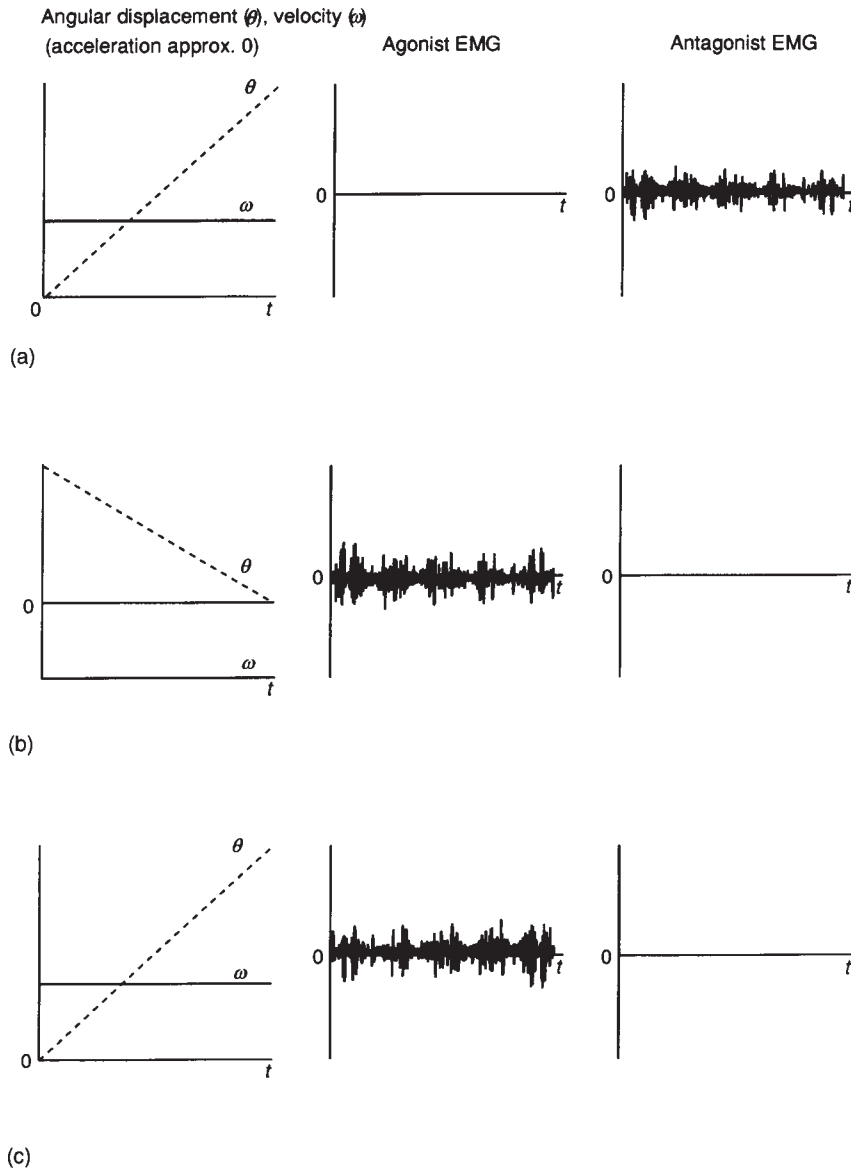 Angular displacement (θ), velocity (ω)
(acceleration approx. 0)
Agonist EMG
Antagonist EMG
θ
ω
0
t
0
t
0
t
(a)
θ
0
ω
t
0
t
0
t
(b)
θ
ω
0
t
0
t
0
t
(c)